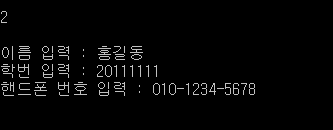 2
이름 입력 : 홍길동
학번 입력 : 20111111
핸드폰 번호 입력 : 010-1234-5678